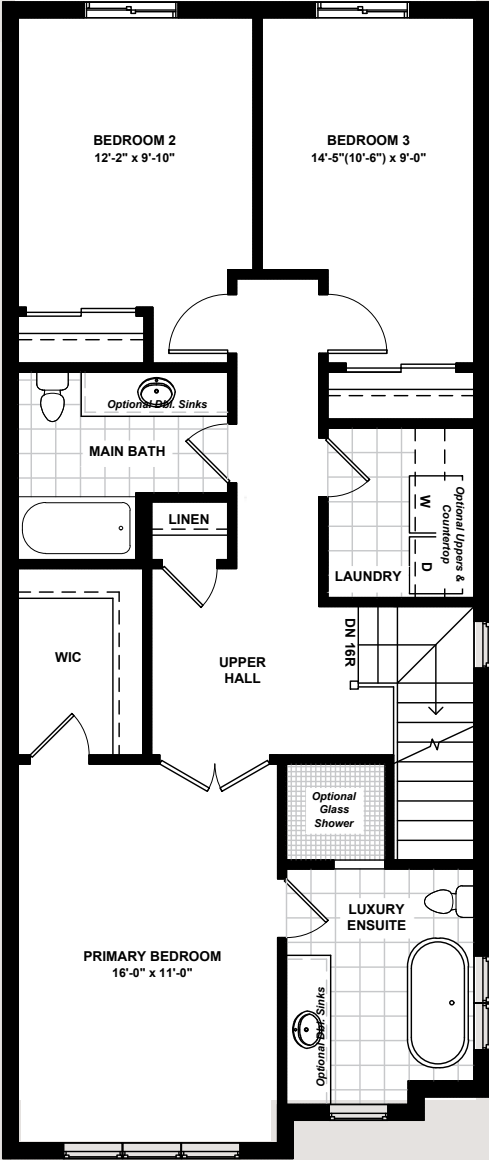 BEDROOM 2
12'-2" x 9'-10"
BEDROOM 3
14'-5"(10'-6") x 9'-0"
Optional Dbl. Sinks
MAIN BATH
LINEN
W
D
Optional Uppers &
Countertop
LAUNDRY
WIC
UPPER
HALL
DN 16R
Optional
Glass
Shower
LUXURY
ENSUITE
PRIMARY BEDROOM
16'-0" x 11'-0"
Optional Dbl. Sinks